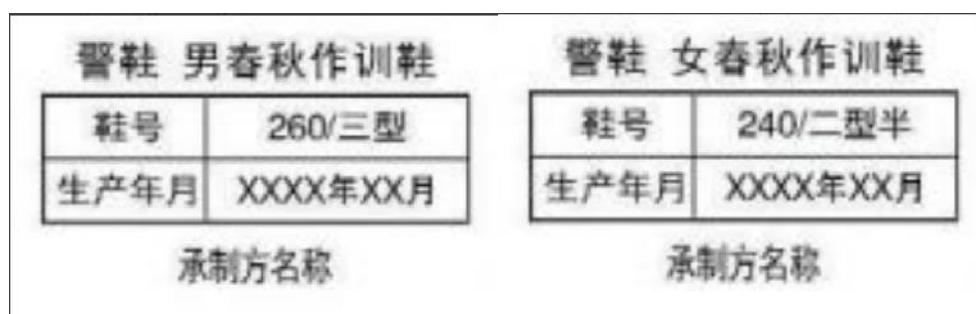 警鞋 男春秋作训鞋
鞋号 260/三型
生产年月 XXXX年XX月
承制方名称
警鞋 女春秋作训鞋
鞋号 240/二型半
生产年月 XXXX年XX月
承制方名称